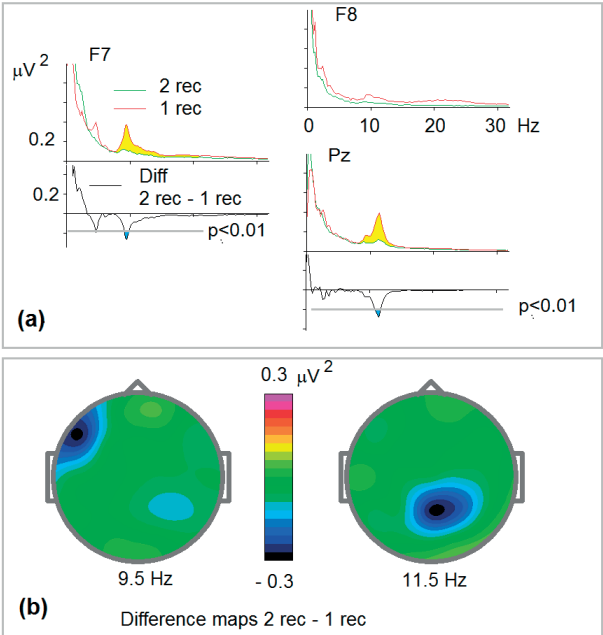 F7
μV²
2 rec
1 rec
0.2
0.2
Diff
2 rec - 1 rec
p<0.01
(a)
F8
0 10 20 30 Hz
Pz
p<0.01
0.3 μV²
- 0.3
9.5 Hz
11.5 Hz
(b)
Difference maps 2 rec - 1 rec